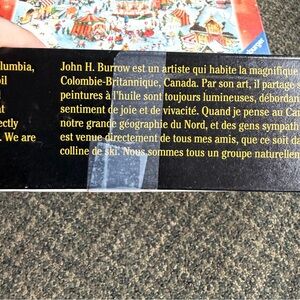 olumbia,
oil
t
ectly
. We are
John H. Burrow est un artiste qui habite la magnifique
Colombie-Britannique, Canada. Par son art, il partage s
peintures à l'huile sont toujours lumineuses, débordan
sentiment de joie et de vivacité. Quand je pense au Can
notre grande géographie du Nord, et des gens sympath
est venue directement de tous mes amis, que ce soit da
colline de ski. Nous sommes tous un groupe naturellem